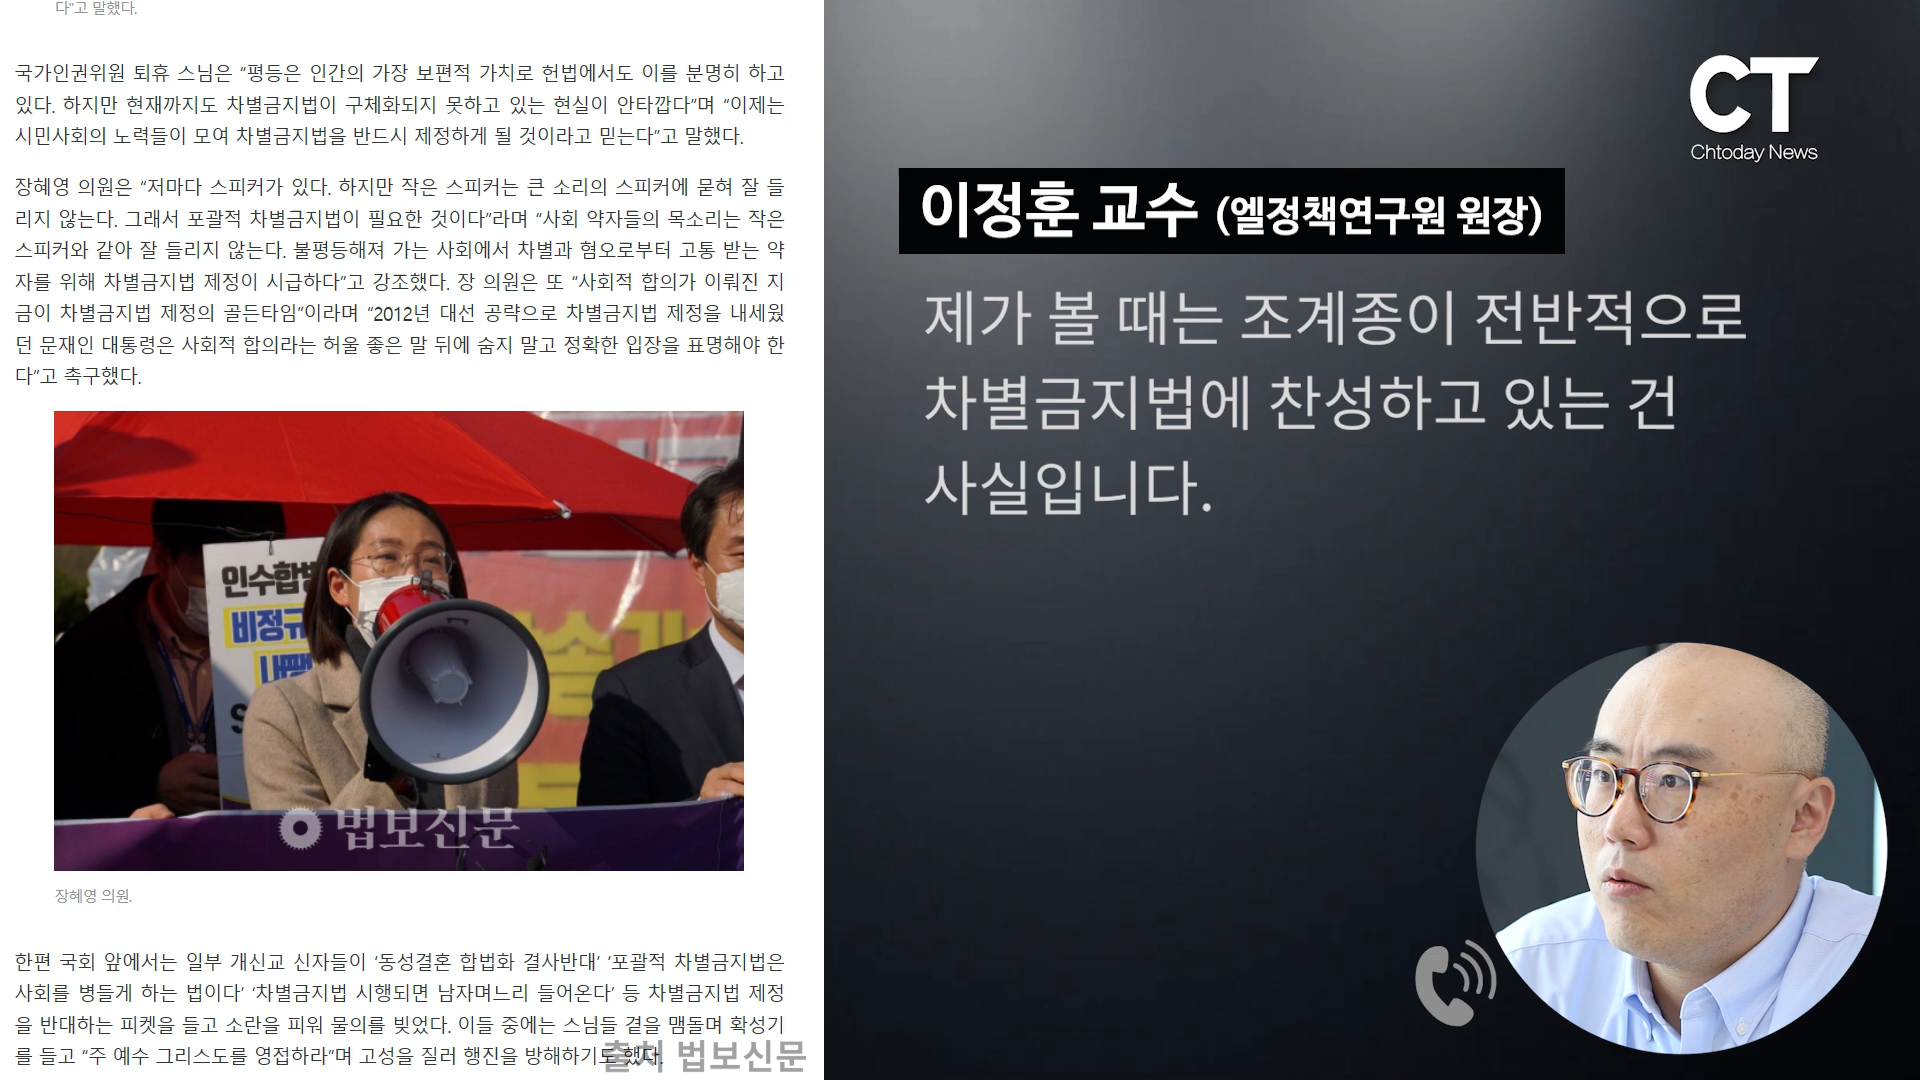 다"고 말했다.
국가인권위원 퇴휴 스님은 “평등은 인간의 가장 보편적 가치로 헌법에서도 이를 분명히 하고
있다. 하지만 현재까지도 차별금지법이 구체화되지 못하고 있는 현실이 안타깝다”며 “이제는
시민사회의 노력들이 모여 차별금지법을 반드시 제정하게 될 것이라고 믿는다”고 말했다.
장혜영 의원은 “저마다 스피커가 있다. 하지만 작은 스피커는 큰 소리의 스피커에 묻혀 잘 들
리지 않는다. 그래서 포괄적 차별금지법이 필요한 것이다”라며 “사회 약자들의 목소리는 작은
스피커와 같아 잘 들리지 않는다. 불평등해져 가는 사회에서 차별과 혐오로부터 고통 받는 약
자를 위해 차별금지법 제정이 시급하다”고 강조했다. 장 의원은 또 “사회적 합의가 이뤄진 지
금이 차별금지법 제정의 골든타임”이라며 “2012년 대선 공략으로 차별금지법 제정을 내세웠
던 문재인 대통령은 사회적 합의라는 허울 좋은 말 뒤에 숨지 말고 정확한 입장을 표명해야 한
다”고 촉구했다.
인수합병
비정규
내쫓
법보신문
장혜영 의원.
한편 국회 앞에서는 일부 개신교 신자들이 ‘동성결혼 합법화 결사반대’ ‘포괄적 차별금지법은
사회를 병들게 하는 법이다’ ‘차별금지법 시행되면 남자며느리 들어온다’ 등 차별금지법 제정
을 반대하는 피켓을 들고 소란을 피워 물의를 빚었다. 이들 중에는 스님들 곁을 맴돌며 확성기
를 들고 “주 예수 그리스도를 영접하라”며 고성을 질러 행진을 방해하기도 했다.
출처 법보신문
CT
Chtoday News
이정훈 교수 (엘정책연구원 원장)
제가 볼 때는 조계종이 전반적으로
차별금지법에 찬성하고 있는 건
사실입니다.